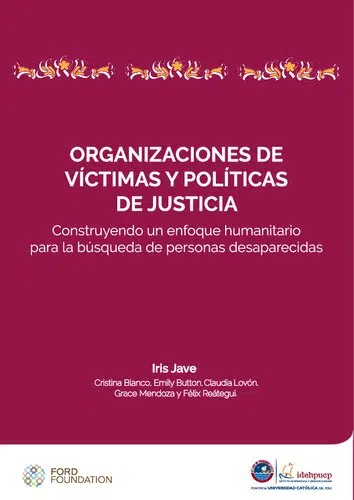 ORGANIZACIONES DE
VÍCTIMAS Y POLÍTICAS
DE JUSTICIA
Construyendo un enfoque humanitario
para la búsqueda de personas desaparecidas
Iris Jave
Cristina Blanco, Emily Button, Claudia Lovón,
Grace Mendoza y Félix Reátegui
FORD
FOUNDATION
idehpucp
PONTIFICIA UNIVERSIDAD CATÓLICA DEL PERÚ